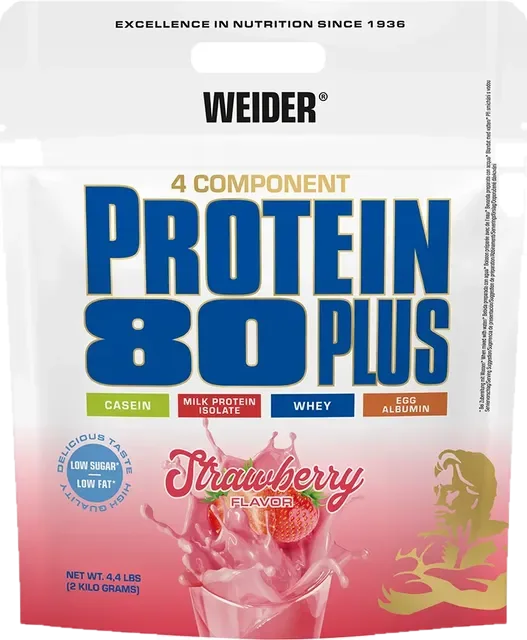 EXCELLENCE IN NUTRITION SINCE 1936
WEIDER®
4 COMPONENT
PROTEIN
80 PLUS
CASEIN
MILK PROTEIN
ISOLATE
WHEY
EGG
ALBUMIN
DELICIOUS TASTE
LOW SUGAR*
LOW FAT*
HIGH QUALITY
Strawberry
FLAVOR
NET WT. 4,4 LBS
(2 KILO GRAMS)